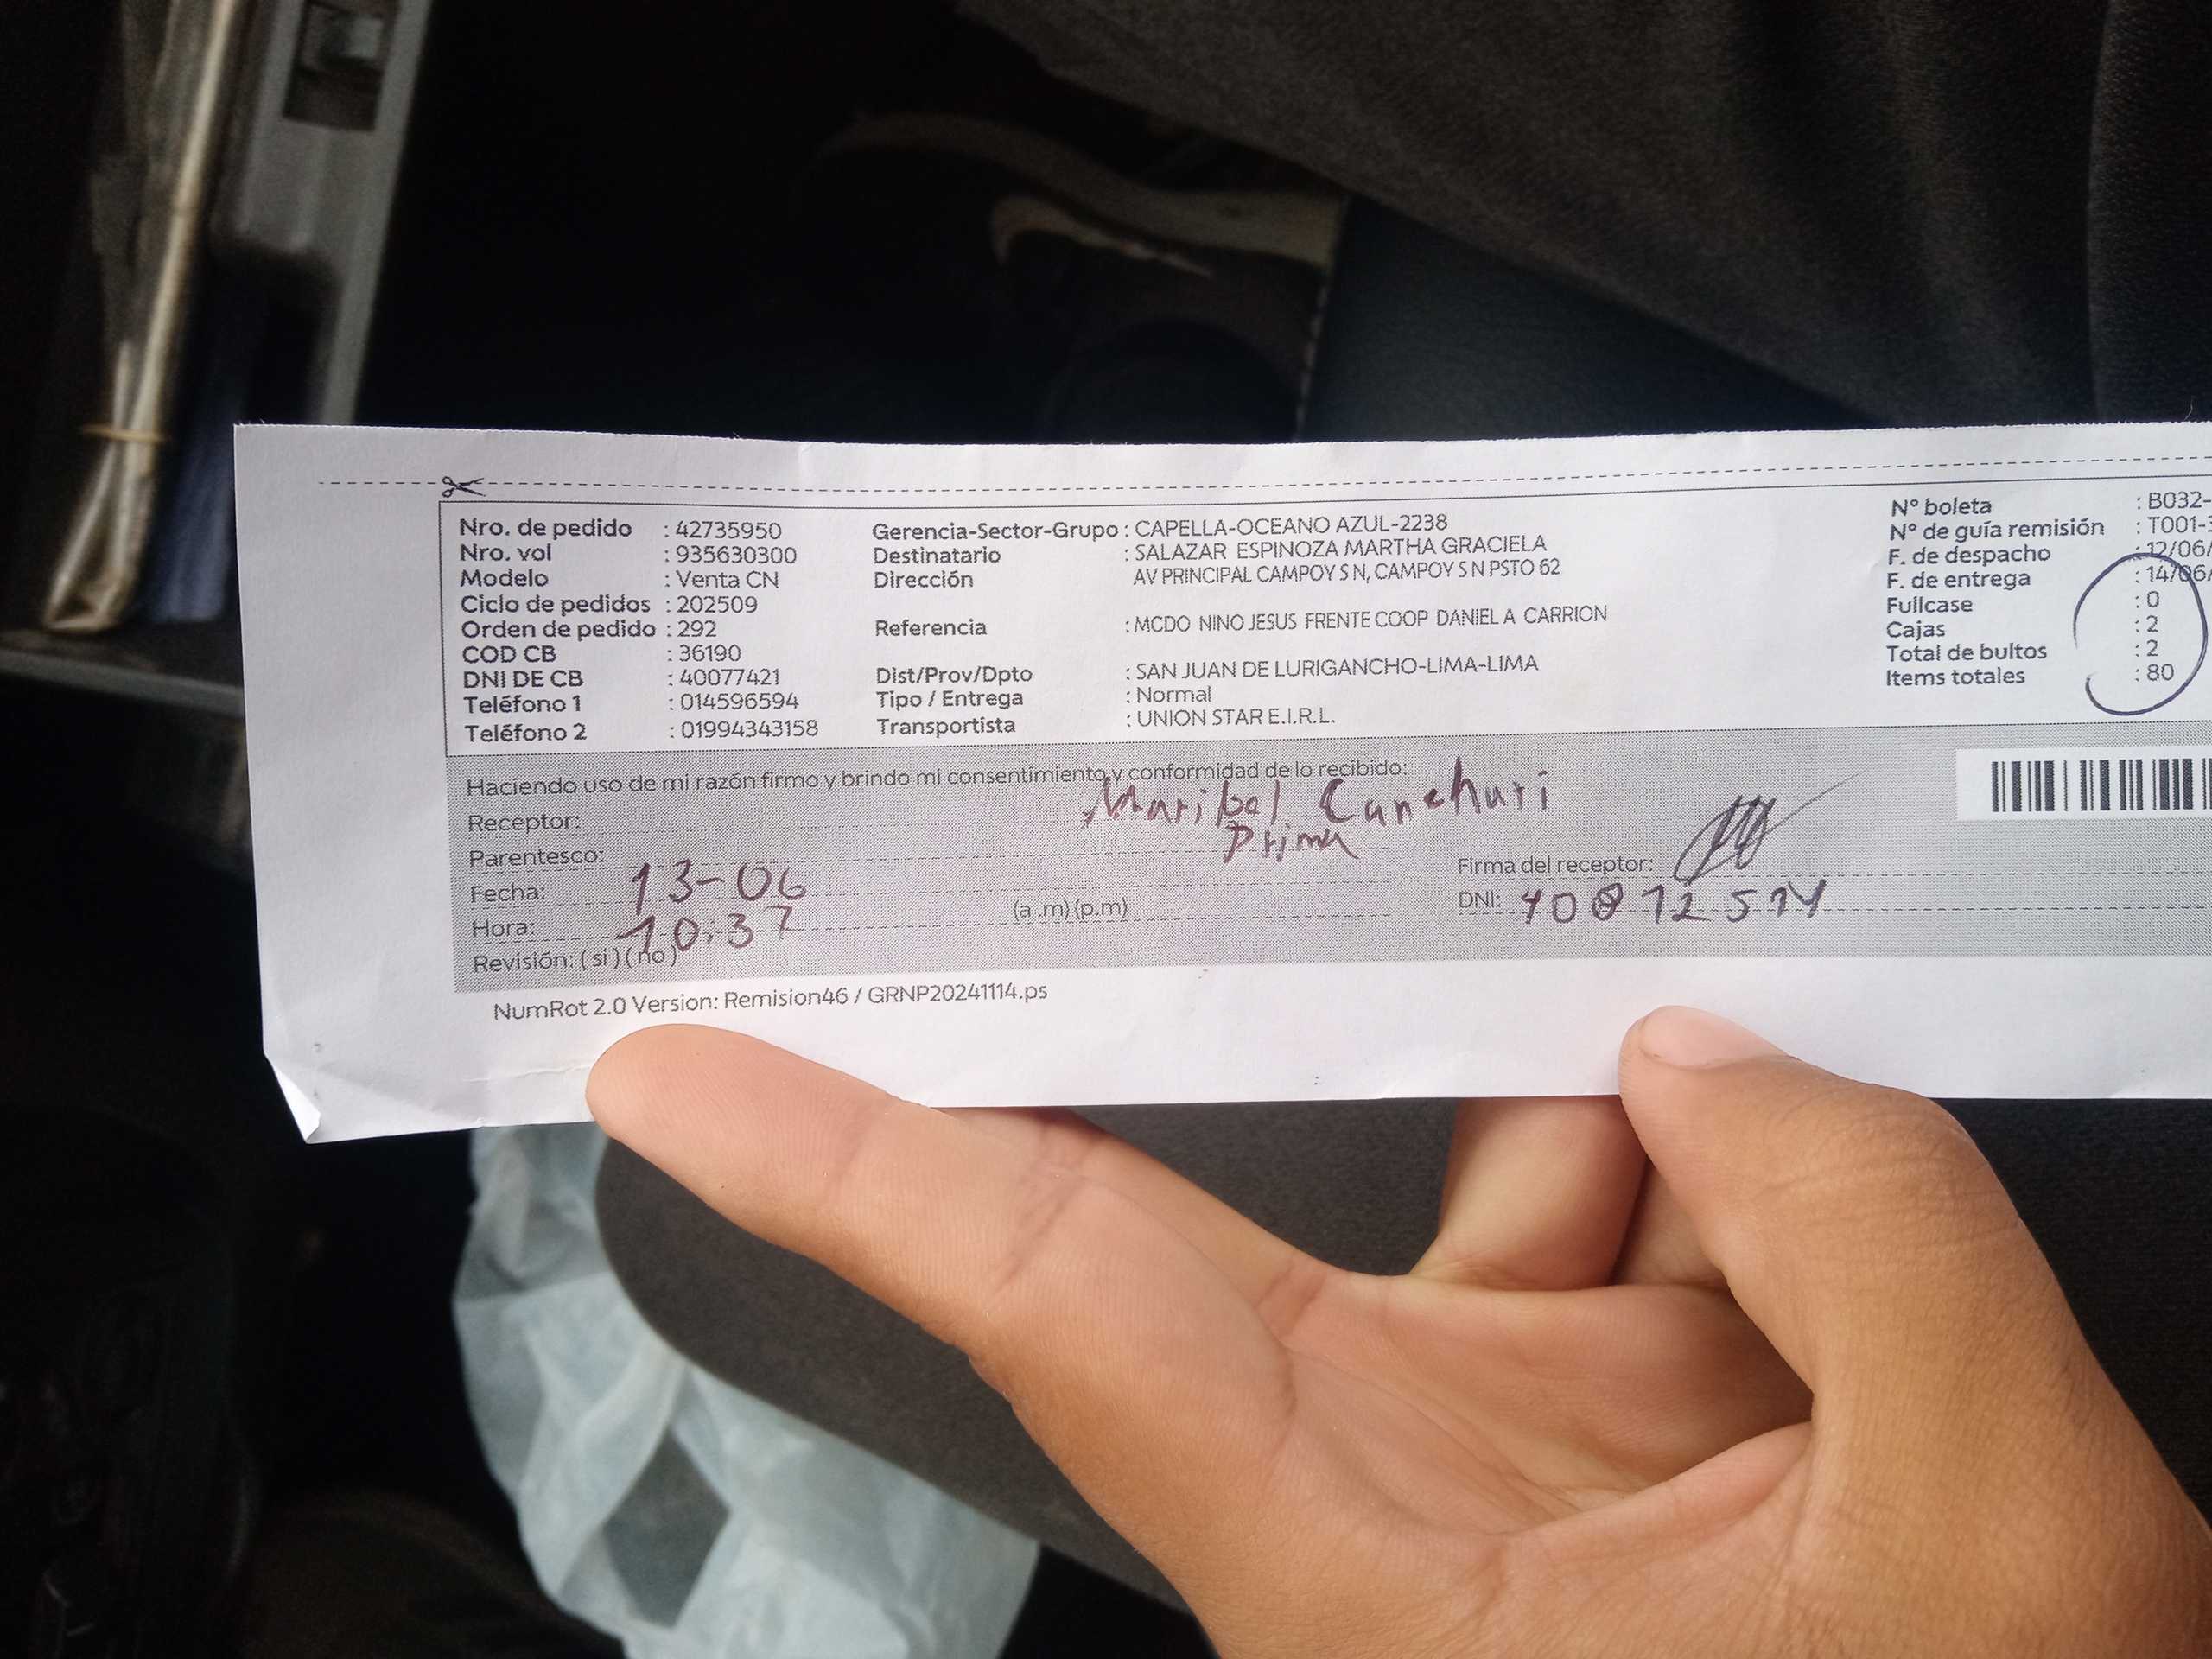 Nro. de pedido : 42735950
Nro. vol : 935630300
Modelo : Venta CN
Ciclo de pedidos : 202509
Orden de pedido : 292
COD CB : 36190
DNI DE CB : 40077421
Teléfono 1 : 014596594
Teléfono 2 : 01994343158
Gerencia-Sector-Grupo : CAPELLA-OCEANO AZUL-2238
Destinatario : SALAZAR ESPINOZA MARTHA GRACIELA
Dirección AV PRINCIPAL CAMPOY S N, CAMPOY S N PSTO 62
Referencia : MCDO NINO JESUS FRENTE COOP DANIEL A CARRION
Dist/Prov/Dpto : SAN JUAN DE LURIGANCHO-LIMA-LIMA
Tipo / Entrega : Normal
Transportista : UNION STAR E.I.R.L.
N° boleta : B032-
N° de guía remisión : T001-
F. de despacho : 12/06/
F. de entrega : 14/06/
Fullcase : 0
Cajas : 2
Total de bultos : 2
Items totales : 80
Haciendo uso de mi razón firmo y brindo mi consentimiento y conformidad de lo recibido:
Receptor: Maribel Canchari
Parentesco: Prima
Fecha: 13-06
Hora: 10:37 (a .m) (p.m)
Revisión: ( si ) ( no )
Firma del receptor:
DNI:
NumRot 2.0 Version: Remision46 / GRNP20241114.ps